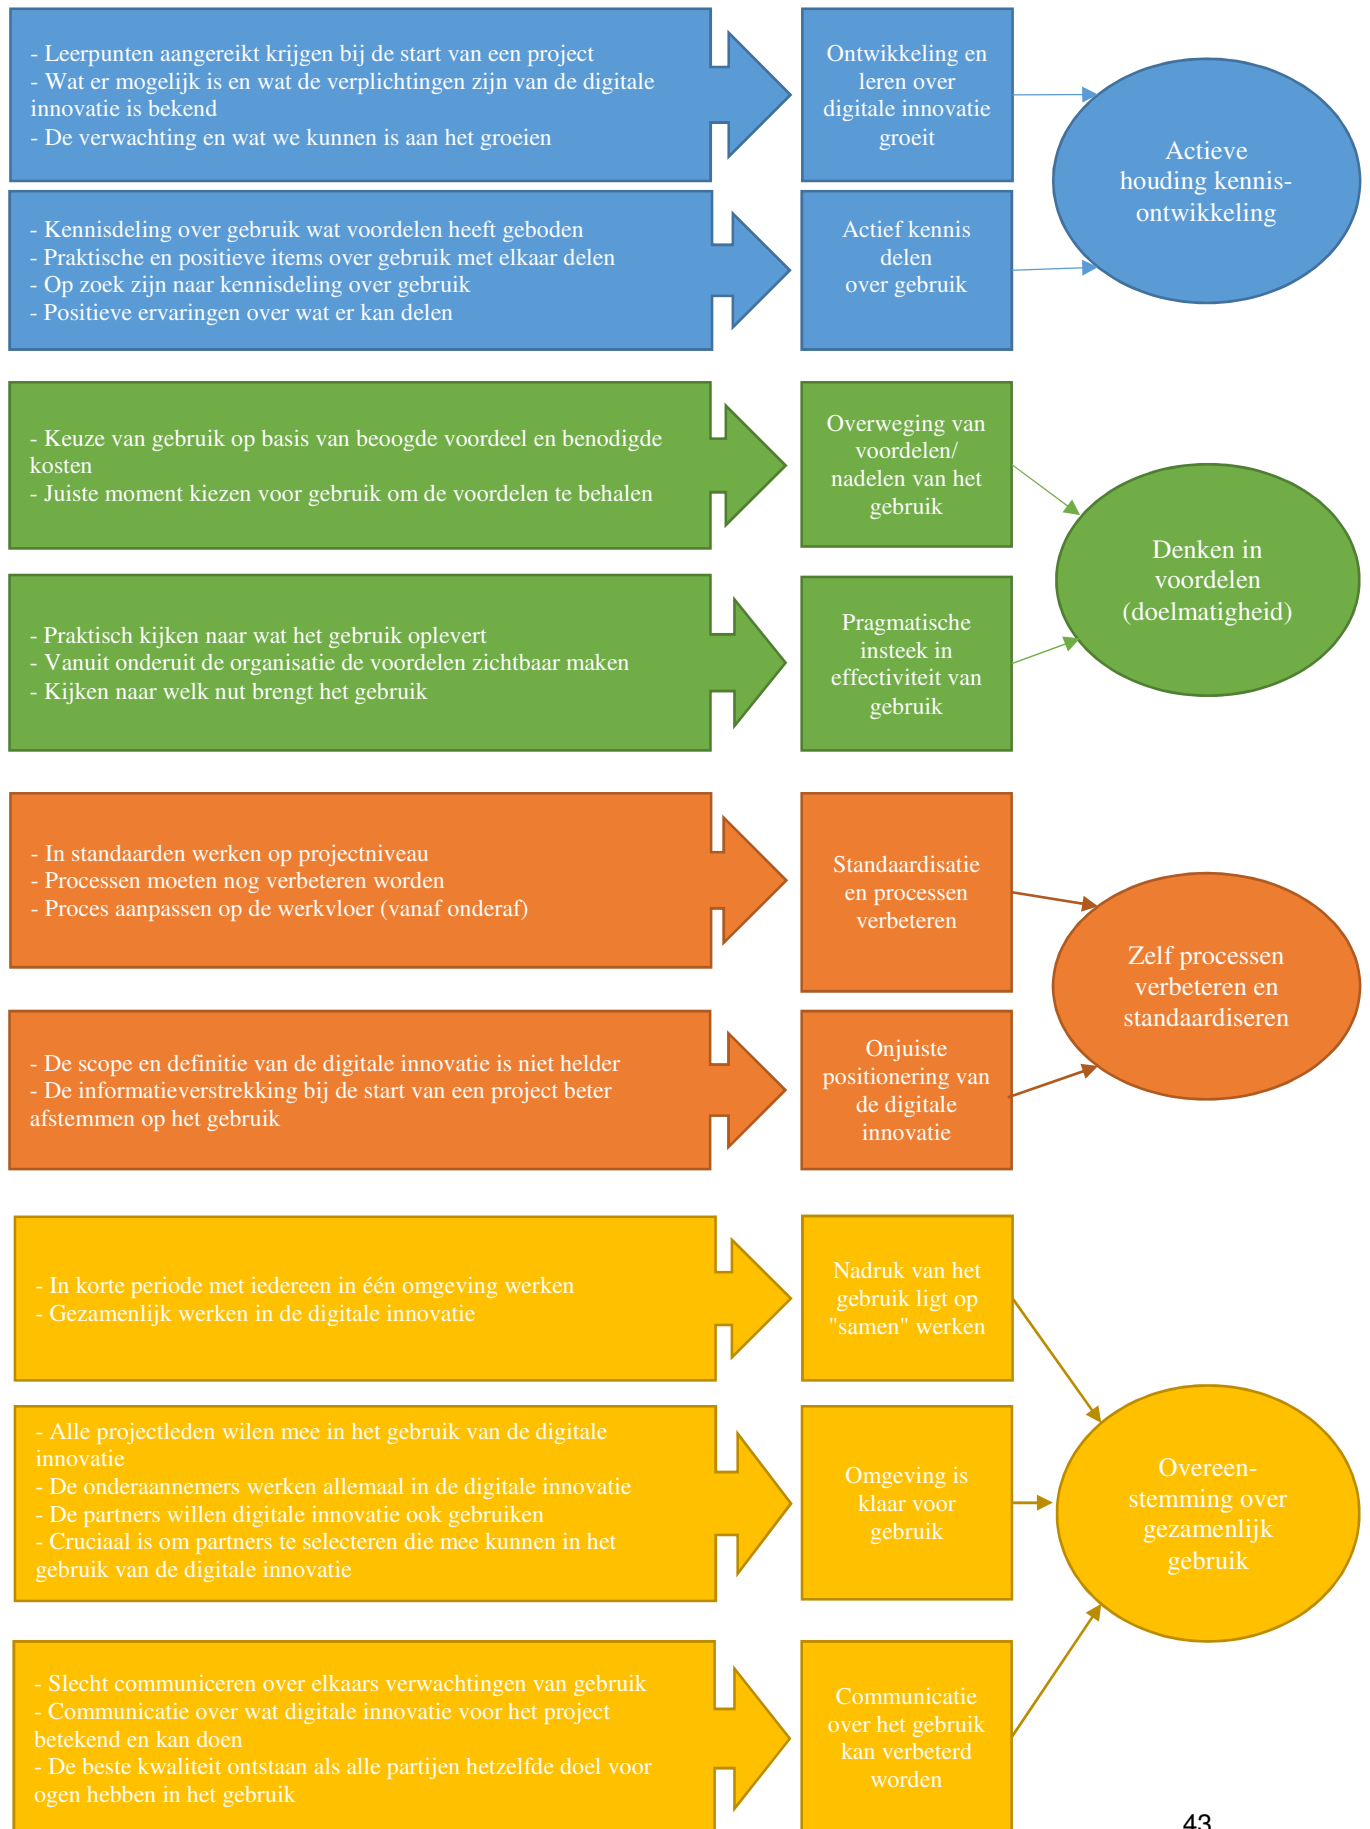 - Leerpunten aangereikt krijgen bij de start van een project
- Wat er mogelijk is en wat de verplichtingen zijn van de digitale
innovatie is bekend
- De verwachting en wat we kunnen is aan het groeien
Ontwikkeling en
leren over
digitale innovatie
groeit
Actieve
houding kennis-
ontwikkeling
- Kennisdeling over gebruik wat voordelen heeft geboden
- Praktische en positieve items over gebruik met elkaar delen
- Op zoek zijn naar kennisdeling over gebruik
- Positieve ervaringen over wat er kan delen
Actief kennis
delen
over gebruik
- Keuze van gebruik op basis van beoogde voordeel en benodigde
kosten
- Juiste moment kiezen voor gebruik om de voordelen te behalen
Overweging van
voordelen/
nadelen van het
gebruik
Denken in
voordelen
(doelmatigheid)
- Praktisch kijken naar wat het gebruik oplevert
- Vanuit onderuit de organisatie de voordelen zichtbaar maken
- Kijken naar welk nut brengt het gebruik
Pragmatische
insteek in
effectiviteit van
gebruik
- In standaarden werken op projectniveau
- Processen moeten nog verbeteren worden
- Proces aanpassen op de werkvloer (vanaf onderaf)
Standaardisatie
en processen
verbeteren
Zelf processen
verbeteren en
standaardiseren
- De scope en definitie van de digitale innovatie is niet helder
- De informatieverstrekking bij de start van een project beter
afstemmen op het gebruik
Onjuiste
positionering van
de digitale
innovatie
- In korte periode met iedereen in één omgeving werken
- Gezamenlijk werken in de digitale innovatie
Nadruk van het
gebruik ligt op
"samen" werken
- Alle projectleden wilen mee in het gebruik van de digitale
innovatie
- De onderaannemers werken allemaal in de digitale innovatie
- De partners willen digitale innovatie ook gebruiken
- Cruciaal is om partners te selecteren die mee kunnen in het
gebruik van de digitale innovatie
Omgeving is
klaar voor
gebruik
Overeen-
stemming over
gezamenlijk
gebruik
- Slecht communiceren over elkaars verwachtingen van gebruik
- Communicatie over wat digitale innovatie voor het project
betekend en kan doen
- De beste kwaliteit ontstaan als alle partijen hetzelfde doel voor
ogen hebben in het gebruik
Communicatie
over het gebruik
kan verbeterd
worden
43